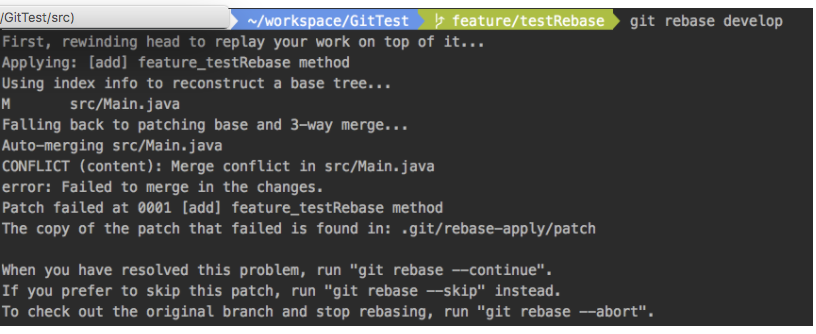 /GitTest/src)
~/workspace/GitTest feature/testRebase git rebase develop
First, rewinding head to replay your work on top of it...
Applying: [add] feature_testRebase method
Using index info to reconstruct a base tree...
M src/Main.java
Falling back to patching base and 3-way merge...
Auto-merging src/Main.java
CONFLICT (content): Merge conflict in src/Main.java
error: Failed to merge in the changes.
Patch failed at 0001 [add] feature_testRebase method
The copy of the patch that failed is found in: .git/rebase-apply/patch
When you have resolved this problem, run "git rebase --continue".
If you prefer to skip this patch, run "git rebase --skip" instead.
To check out the original branch and stop rebasing, run "git rebase --abort".